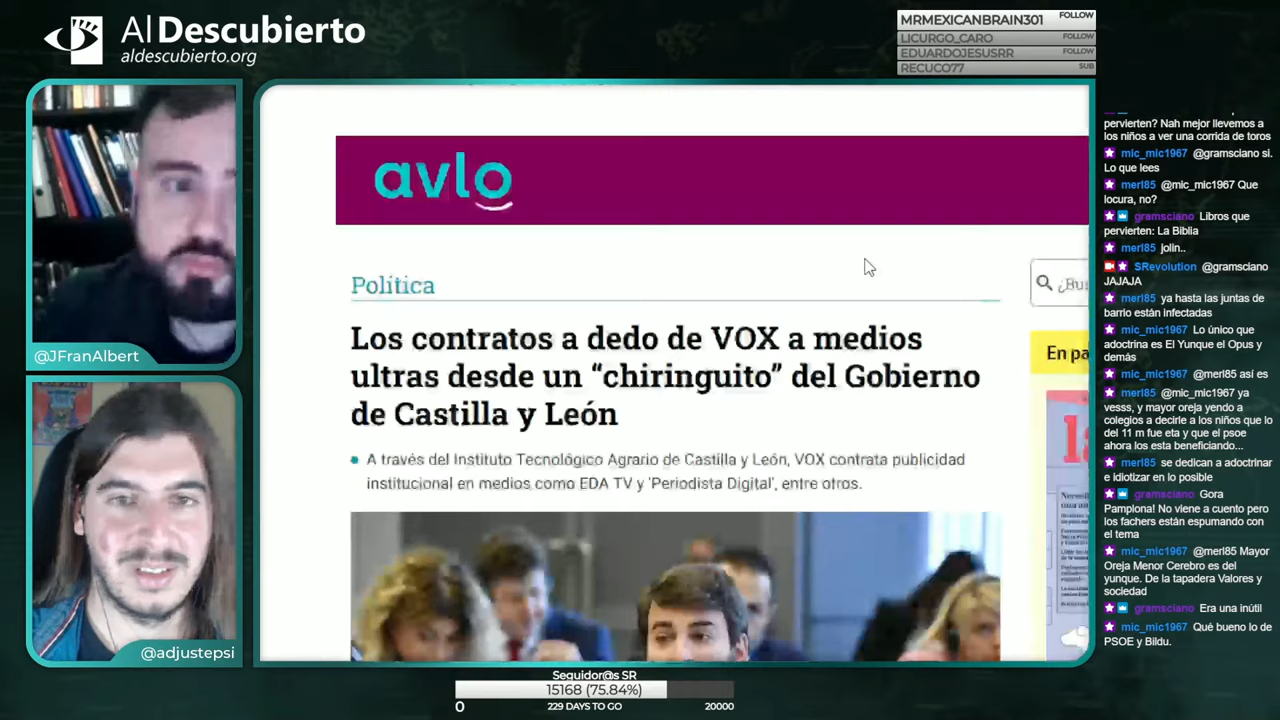 Al Descubierto
aldescubierto.org
MRMEXICANBRAIN301 FOLLOW
LICURGO_CARO FOLLOW
EDUARDOJESUSRR FOLLOW
RECUCO77 SUB
@JFranAlbert
@adjustepsi
avlo
Política
Los contratos a dedo de VOX a medios
ultras desde un “chiringuito” del Gobierno
de Castilla y León
A través del Instituto Tecnológico Agrario de Castilla y León, VOX contrata publicidad
institucional en medios como EDA TV y 'Periodista Digital', entre otros.
¿Bus
En pa
pervierten? Nah mejor llevemos a
los niños a ver una corrida de toros
mic_mic1967 @gramsciano si.
Lo que lees
merl85 @mic_mic1967 Que
locura, no?
gramsciano Libros que
pervierten: La Biblia
merl85 jolin..
SRevolution @gramsciano
JAJAJA
merl85 ya hasta las juntas de
barrio están infectadas
mic_mic1967 Lo único que
adoctrina es El Yunque el Opus y
demás
mic_mic1967 @merl85 así es
merl85 @mic_mic1967 ya
vesss, y mayor oreja yendo a
colegios a decirle a los niños que lo
del 11 m fue eta y que el psoe
ahora los esta beneficiando...
merl85 se dedican a adoctrinar
e idiotizar en lo posible
gramsciano Gora
Pamplona! No viene a cuento pero
los fachers están espumando con
el tema
mic_mic1967 @merl85 Mayor
Oreja Menor Cerebro es del
yunque. De la tapadera Valores y
sociedad
gramsciano Era una inútil
mic_mic1967 Qué bueno lo de
PSOE y Bildu.
Seguidor@s SR
15168 (75.84%)
0 229 DAYS TO GO 20000